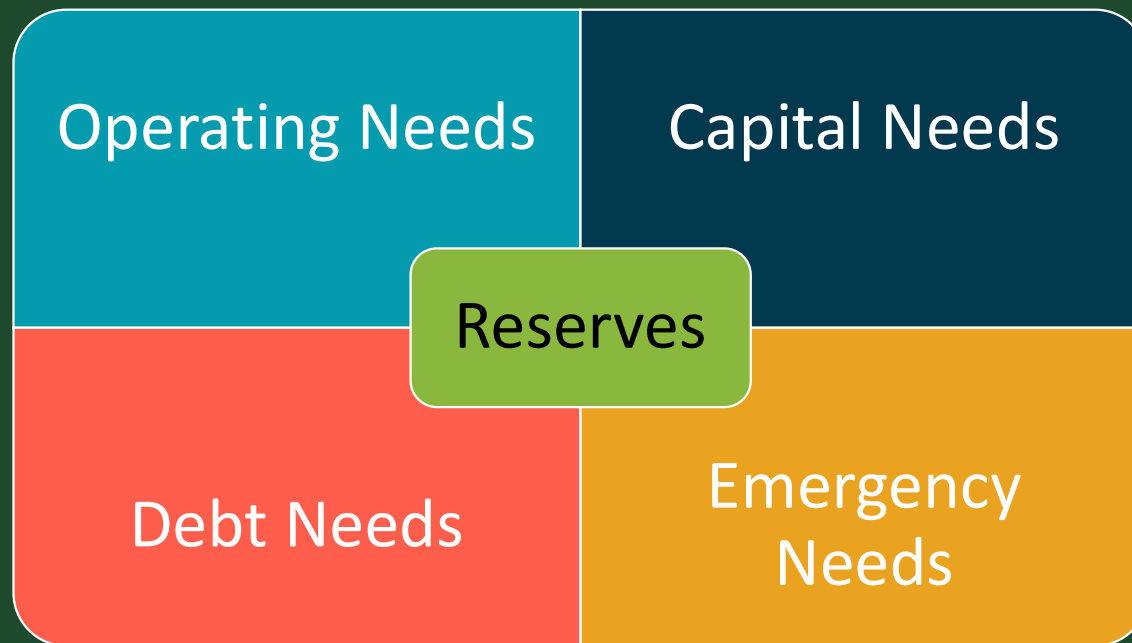 Operating Needs
Capital Needs
Reserves
Debt Needs
Emergency
Needs